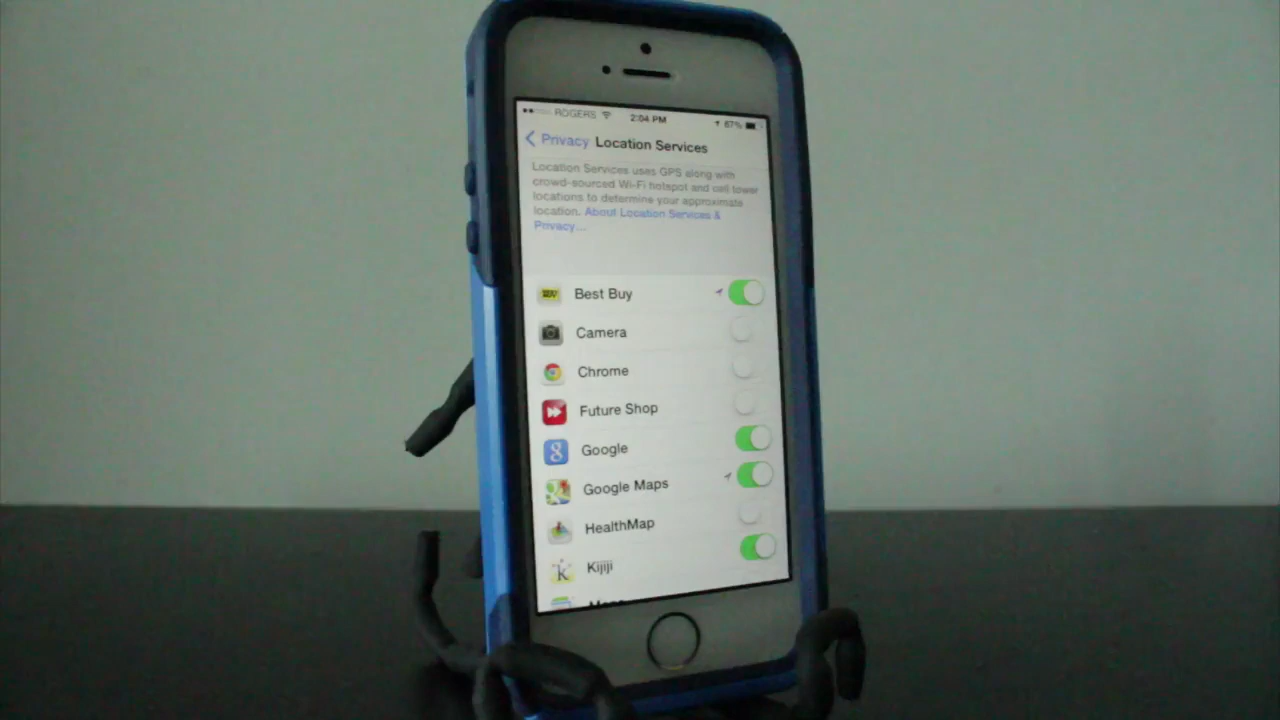 ROGERS 2:04 PM 67%
Privacy Location Services
Location Services uses GPS along with
crowd-sourced Wi-Fi hotspot and cell tower
locations to determine your approximate
location. About Location Services &
Privacy...
Best Buy
Camera
Chrome
Future Shop
Google
Google Maps
HealthMap
Kijiji